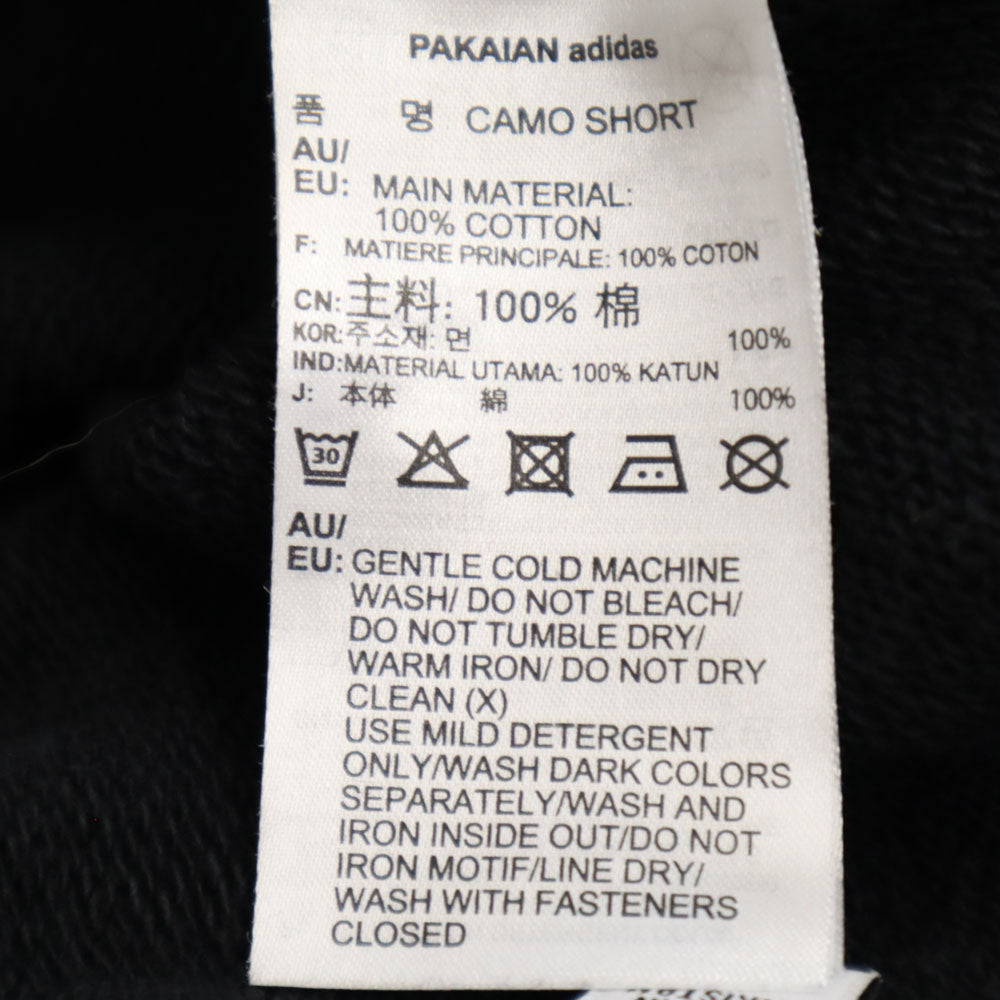 PAKAIAN adidas
품 명 CAMO SHORT
AU/
EU: MAIN MATERIAL:
100% COTTON
F: MATIERE PRINCIPALE: 100% COTON
CN: 主料: 100% 棉
KOR: 주소재: 면 100%
IND: MATERIAL UTAMA: 100% KATUN
J: 本体 綿 100%
30
AU/
EU: GENTLE COLD MACHINE
WASH/ DO NOT BLEACH/
DO NOT TUMBLE DRY/
WARM IRON/ DO NOT DRY
CLEAN (X)
USE MILD DETERGENT
ONLY/WASH DARK COLORS
SEPARATELY/WASH AND
IRON INSIDE OUT/DO NOT
IRON MOTIF/LINE DRY/
WASH WITH FASTENERS
CLOSED